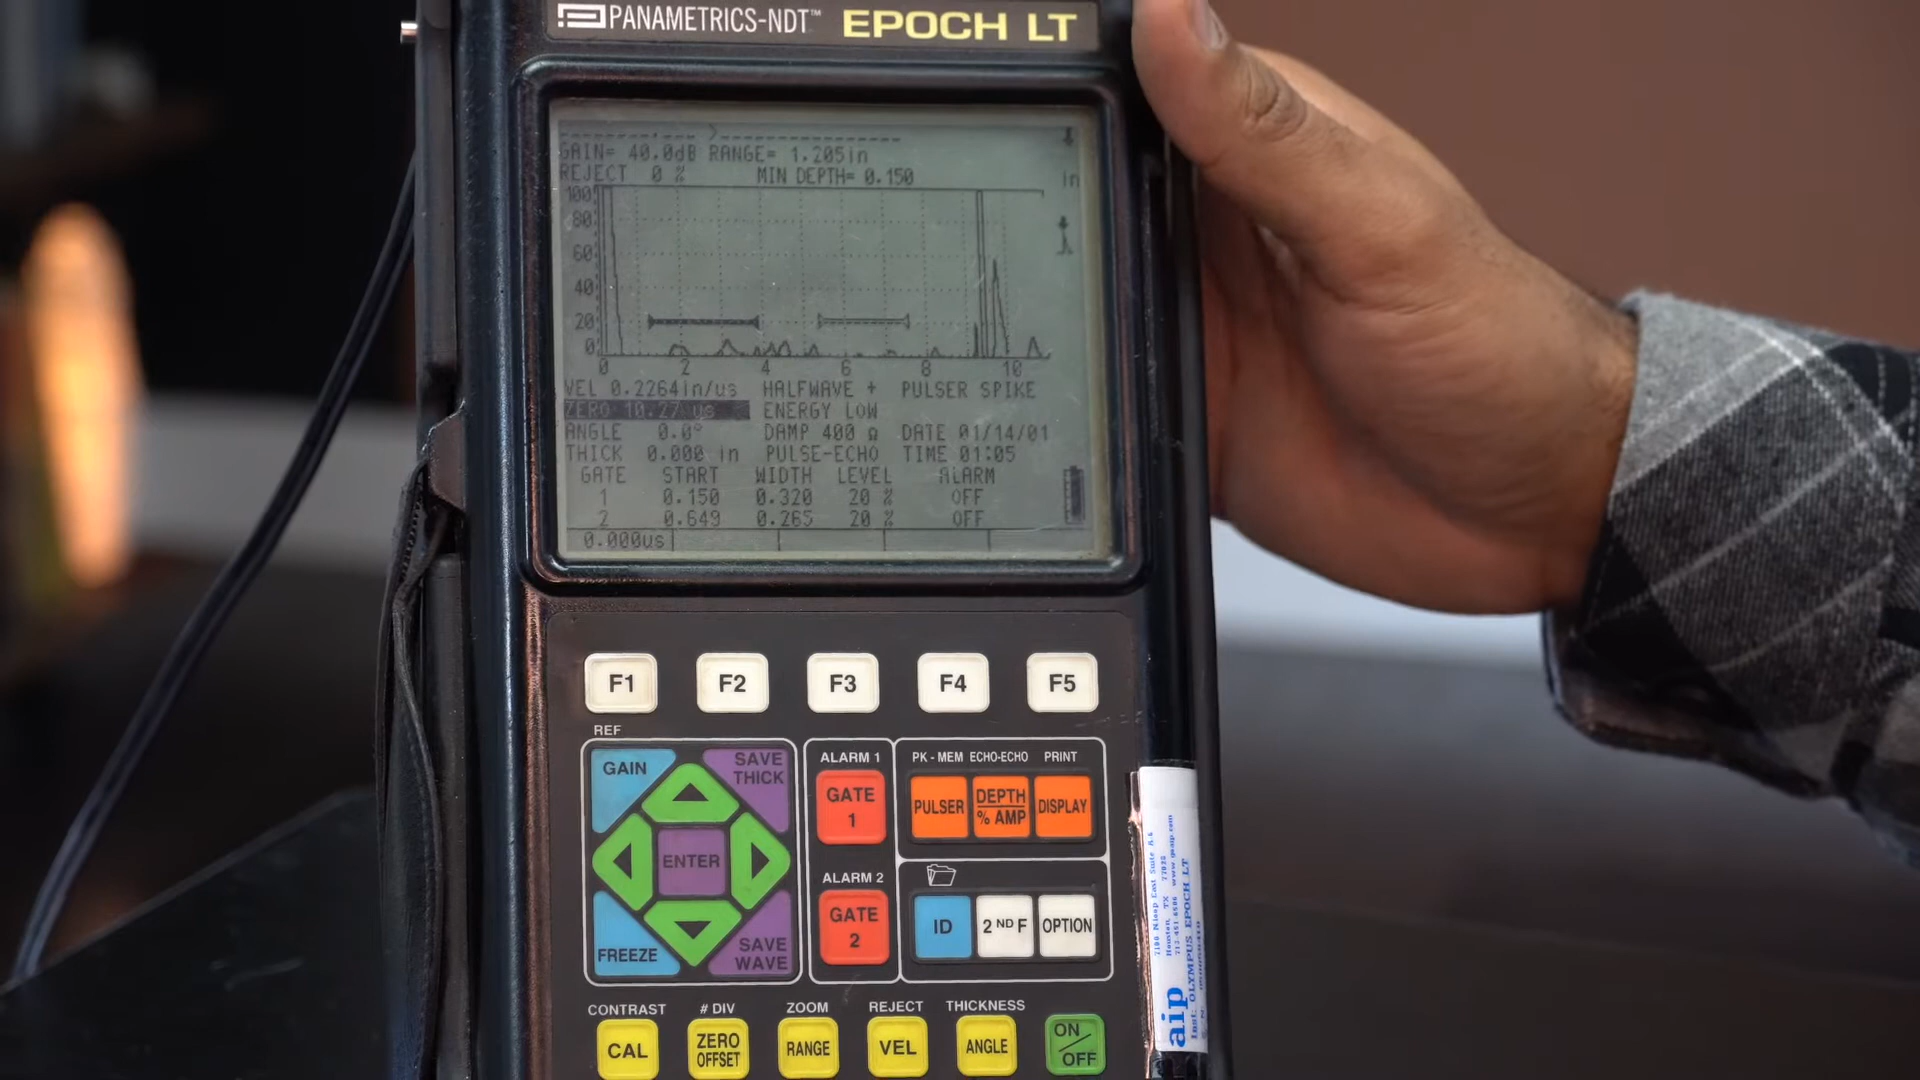 PANAMETRICS-NDT™ EPOCH LT
GAIN= 40.0dB RANGE= 1.205in
REJECT 0 % MIN DEPTH= 0.150 in
100
80
60
40
20
0
0 2 4 6 8 10
VEL 0.2264in/us HALFWAVE + PULSER SPIKE
ZERO 10.27 us ENERGY LOW
ANGLE 0.0° DAMP 400 Ω DATE 01/14/01
THICK 0.000 in PULSE-ECHO TIME 01:05
GATE START WIDTH LEVEL ALARM
1 0.150 0.320 20 % OFF
2 0.649 0.265 20 % OFF
0.000us
F1 F2 F3 F4 F5
REF
GAIN
SAVE
THICK
ENTER
FREEZE
SAVE
WAVE
ALARM 1
GATE
1
ALARM 2
GATE
2
PK - MEM ECHO-ECHO PRINT
PULSER
DEPTH
% AMP
DISPLAY
ID
2ND F
OPTION
CONTRAST # DIV ZOOM REJECT THICKNESS
CAL
ZERO
OFFSET
RANGE
VEL
ANGLE
ON
OFF
aip
Houston, TX
Inst: OLYMPUS EPOCH LT